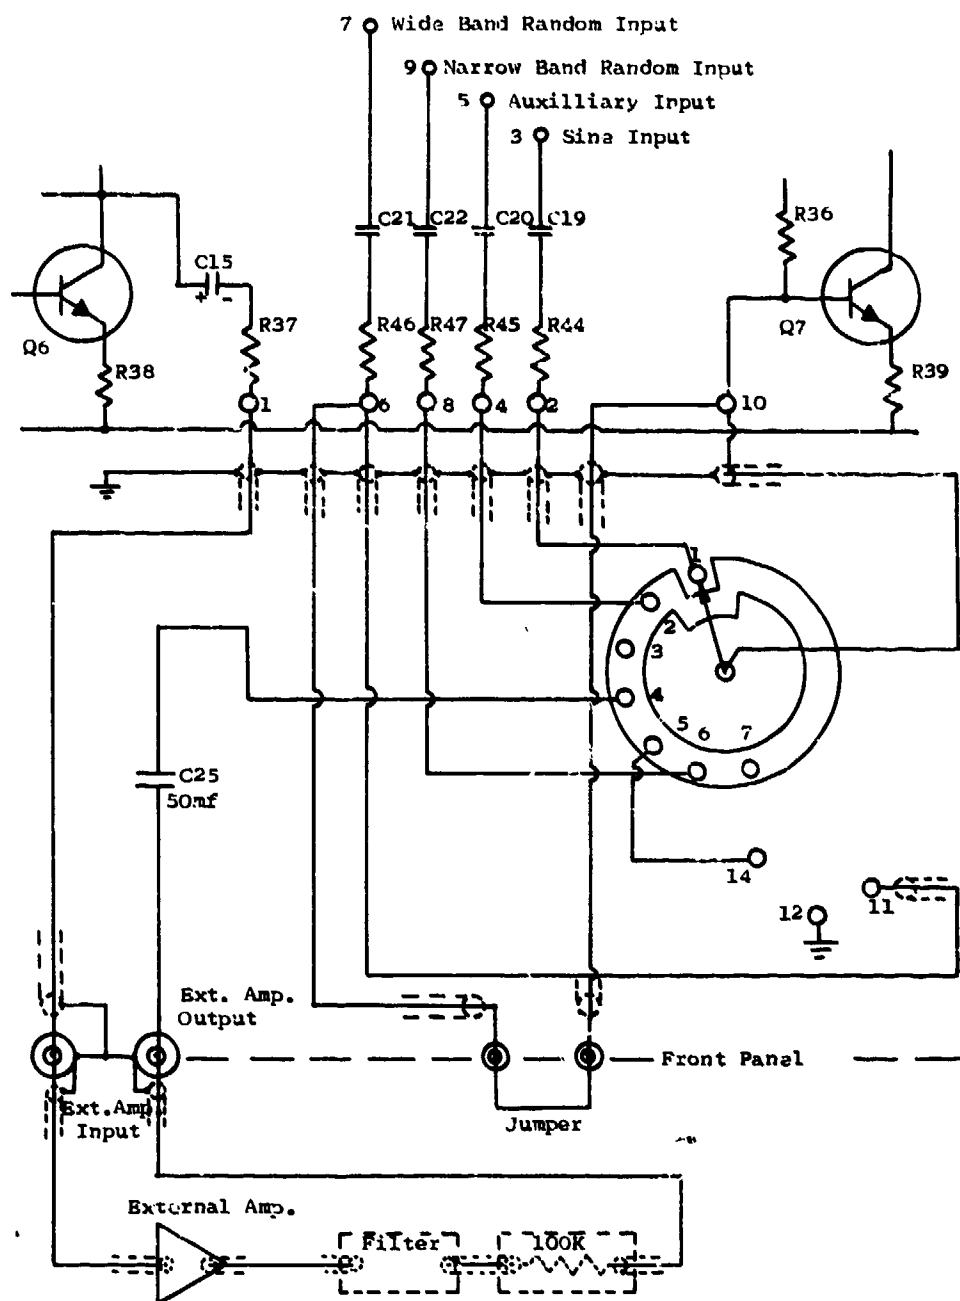 7 Wide Band Random Input
9 Narrow Band Random Input
5 Auxilliary Input
3 Sine Input
C21 C22 C20 C19
R36
C15
+ -
R37 R46 R47 R45 R44
Q6
Q7
R38
R39
1 6 8 4 2 10
1
2
3
4
5 6 7
C25
50mf
14
11
12
Ext. Amp.
Output
Front Panel
Ext. Amp
Input
Jumper
External Amp.
Filter 100K